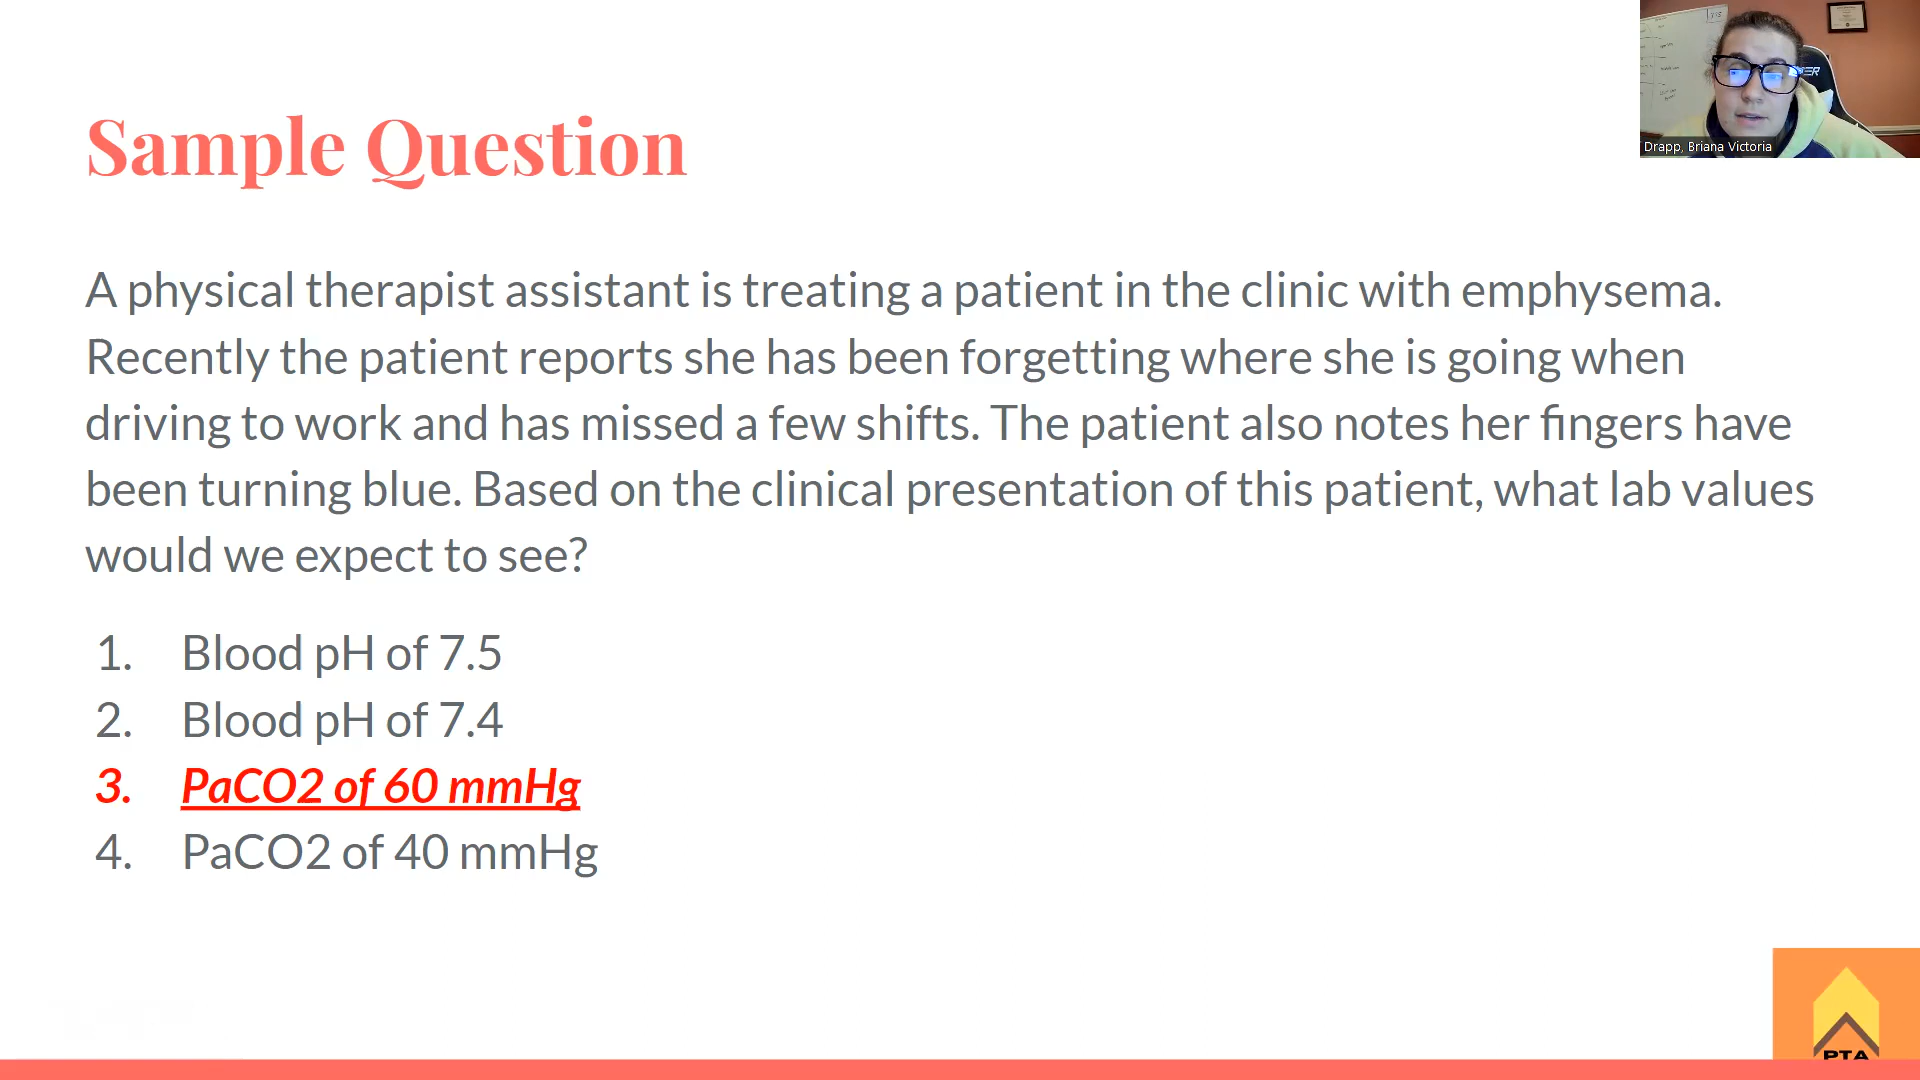 Sample Question
Drapp, Briana Victoria
A physical therapist assistant is treating a patient in the clinic with emphysema.
Recently the patient reports she has been forgetting where she is going when
driving to work and has missed a few shifts. The patient also notes her fingers have
been turning blue. Based on the clinical presentation of this patient, what lab values
would we expect to see?
1. Blood pH of 7.5
2. Blood pH of 7.4
3. PaCO2 of 60 mmHg
4. PaCO2 of 40 mmHg
PTA